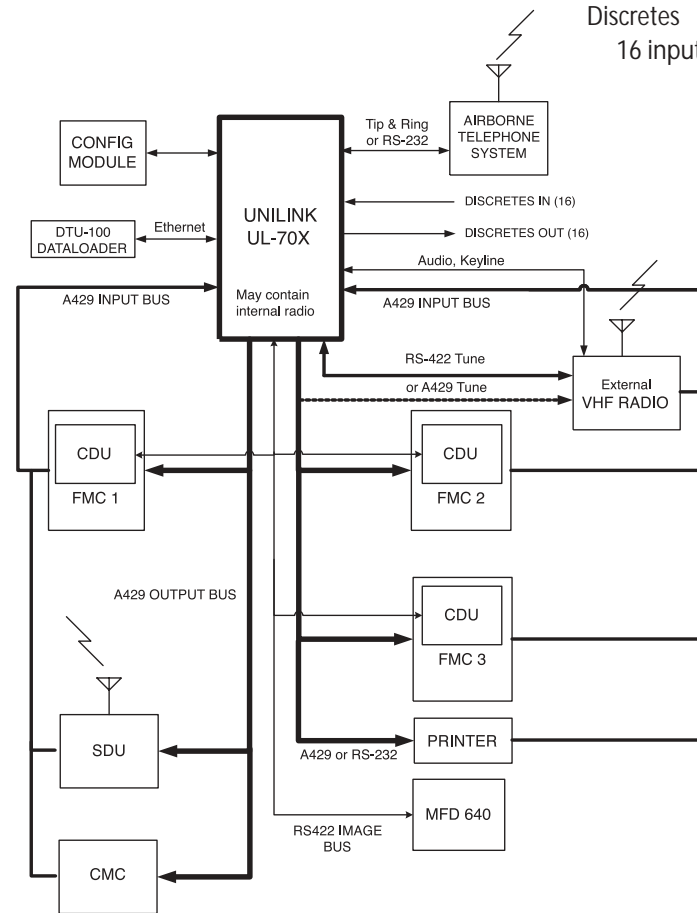 Discretes
16 input
CONFIG
MODULE
Tip & Ring
or RS-232
AIRBORNE
TELEPHONE
SYSTEM
UNILINK
UL-70X
DISCRETES IN (16)
DTU-100
DATALOADER
Ethernet
DISCRETES OUT (16)
Audio, Keyline
A429 INPUT BUS
May contain
internal radio
A429 INPUT BUS
RS-422 Tune
or A429 Tune
External
VHF RADIO
CDU
FMC 1
CDU
FMC 2
A429 OUTPUT BUS
CDU
FMC 3
SDU
A429 or RS-232
PRINTER
RS422 IMAGE
BUS
MFD 640
CMC